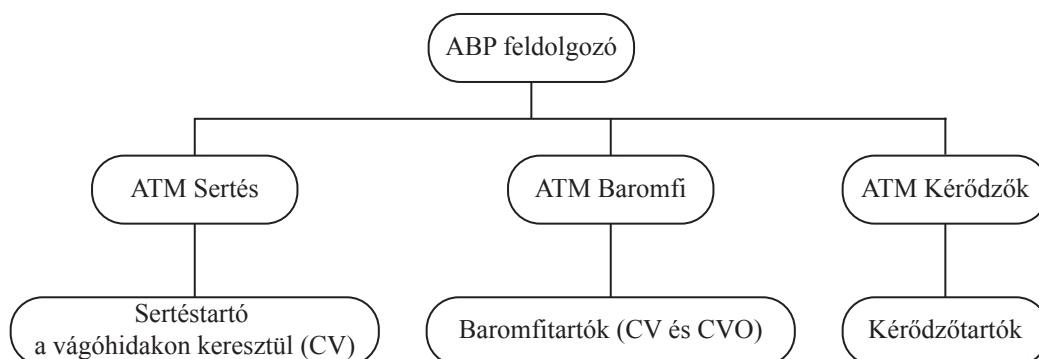 ABP feldolgozó
ATM Sertés
ATM Baromfi
ATM Kérődzők
Sertéstartó
a vágóhidakon keresztül (CV)
Baromfitartók (CV és CVO)
Kérődzőtartók